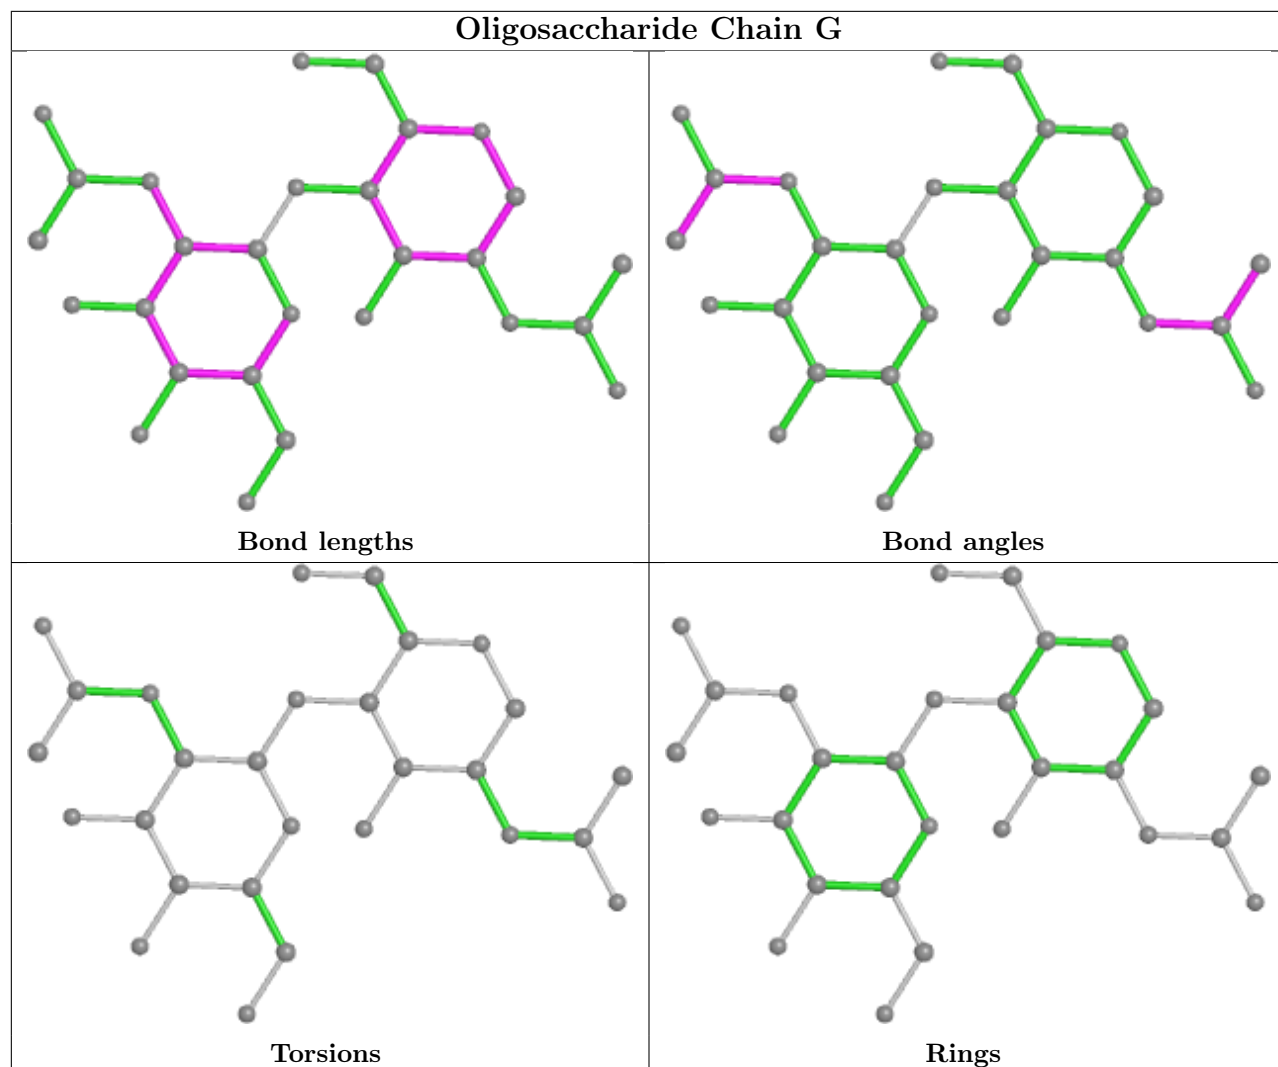 Oligosaccharide Chain G
Bond lengths
Bond angles
Torsions
Rings